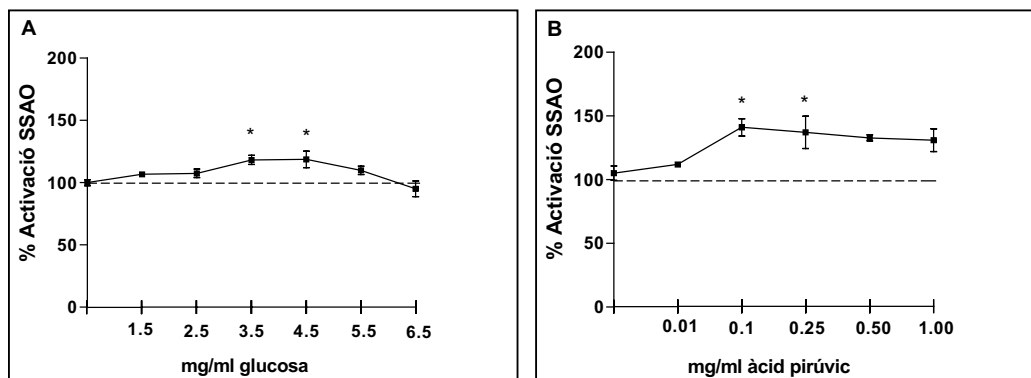 A
% Activació SSAO
200
150
100
50
0
* *
1.5 2.5 3.5 4.5 5.5 6.5
mg/ml glucosa
B
% Activació SSAO
200
150
100
50
0
* *
0.01 0.1 0.25 0.50 1.00
mg/ml àcid pirúvic